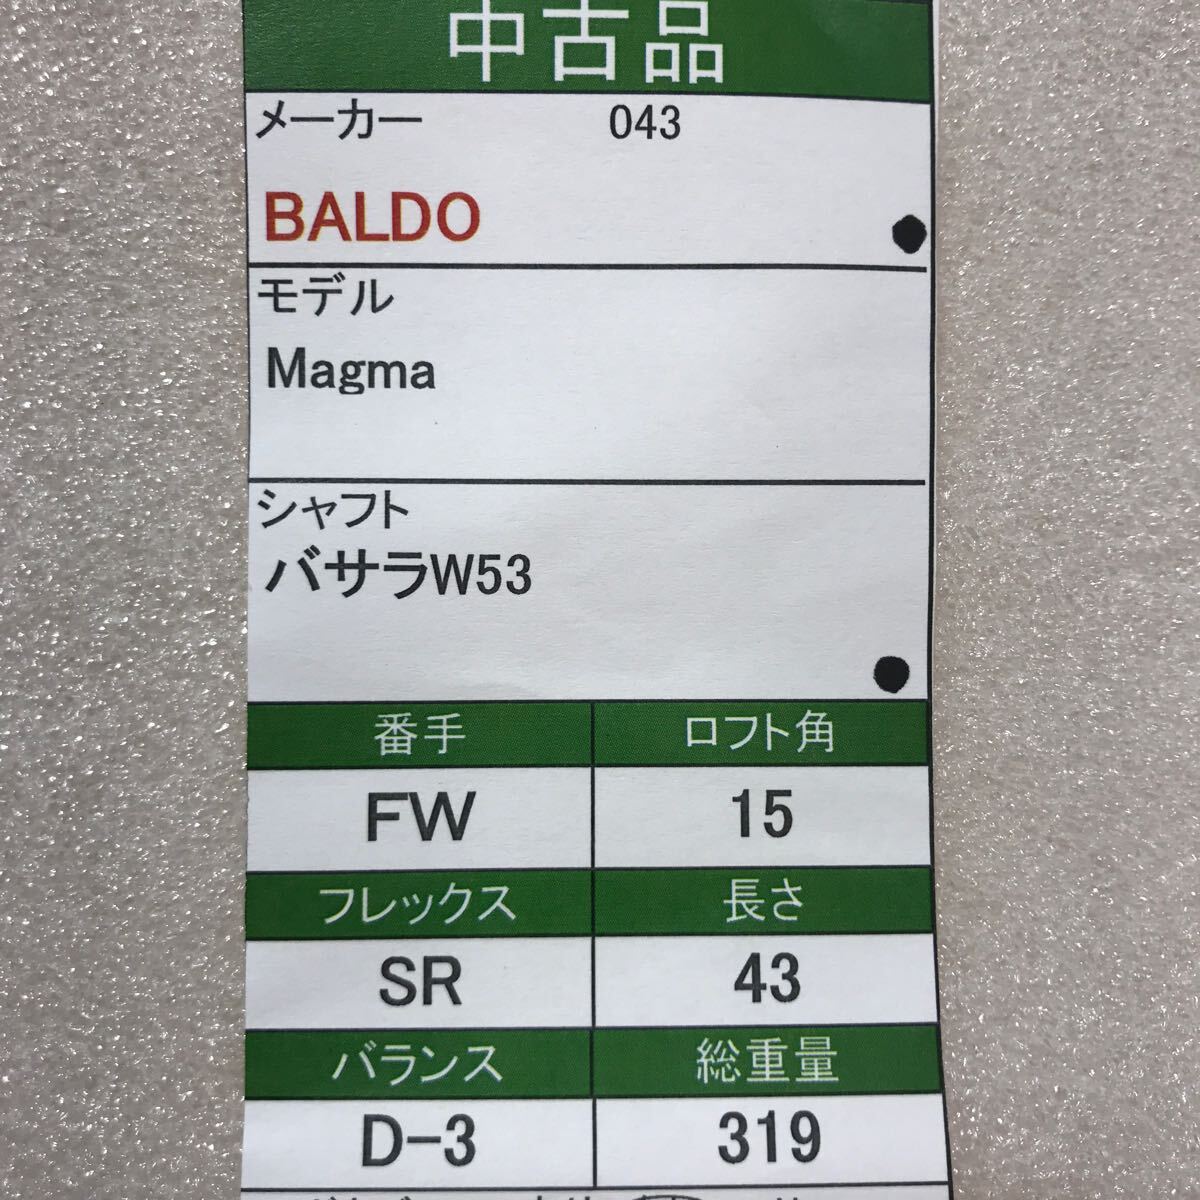 中古品
メーカー 043
BALDO
モデル
Magma
シャフト
バサラW53
番手 ロフト角
FW 15
フレックス 長さ
SR 43
バランス 総重量
D-3 319